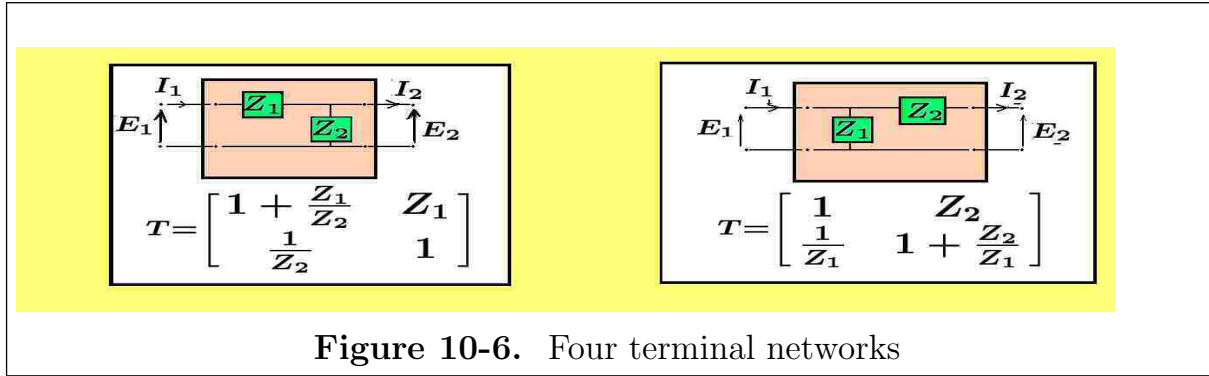 I₁ I₂
Z₁
E₁ Z₂ E₂
T = [ 1 + Z₁/Z₂ Z₁ ]
[ 1/Z₂ 1 ]
I₁ I₂
Z₂
E₁ Z₁ E₂
T = [ 1 Z₂ ]
[ 1/Z₁ 1 + Z₂/Z₁ ]
Figure 10-6. Four terminal networks